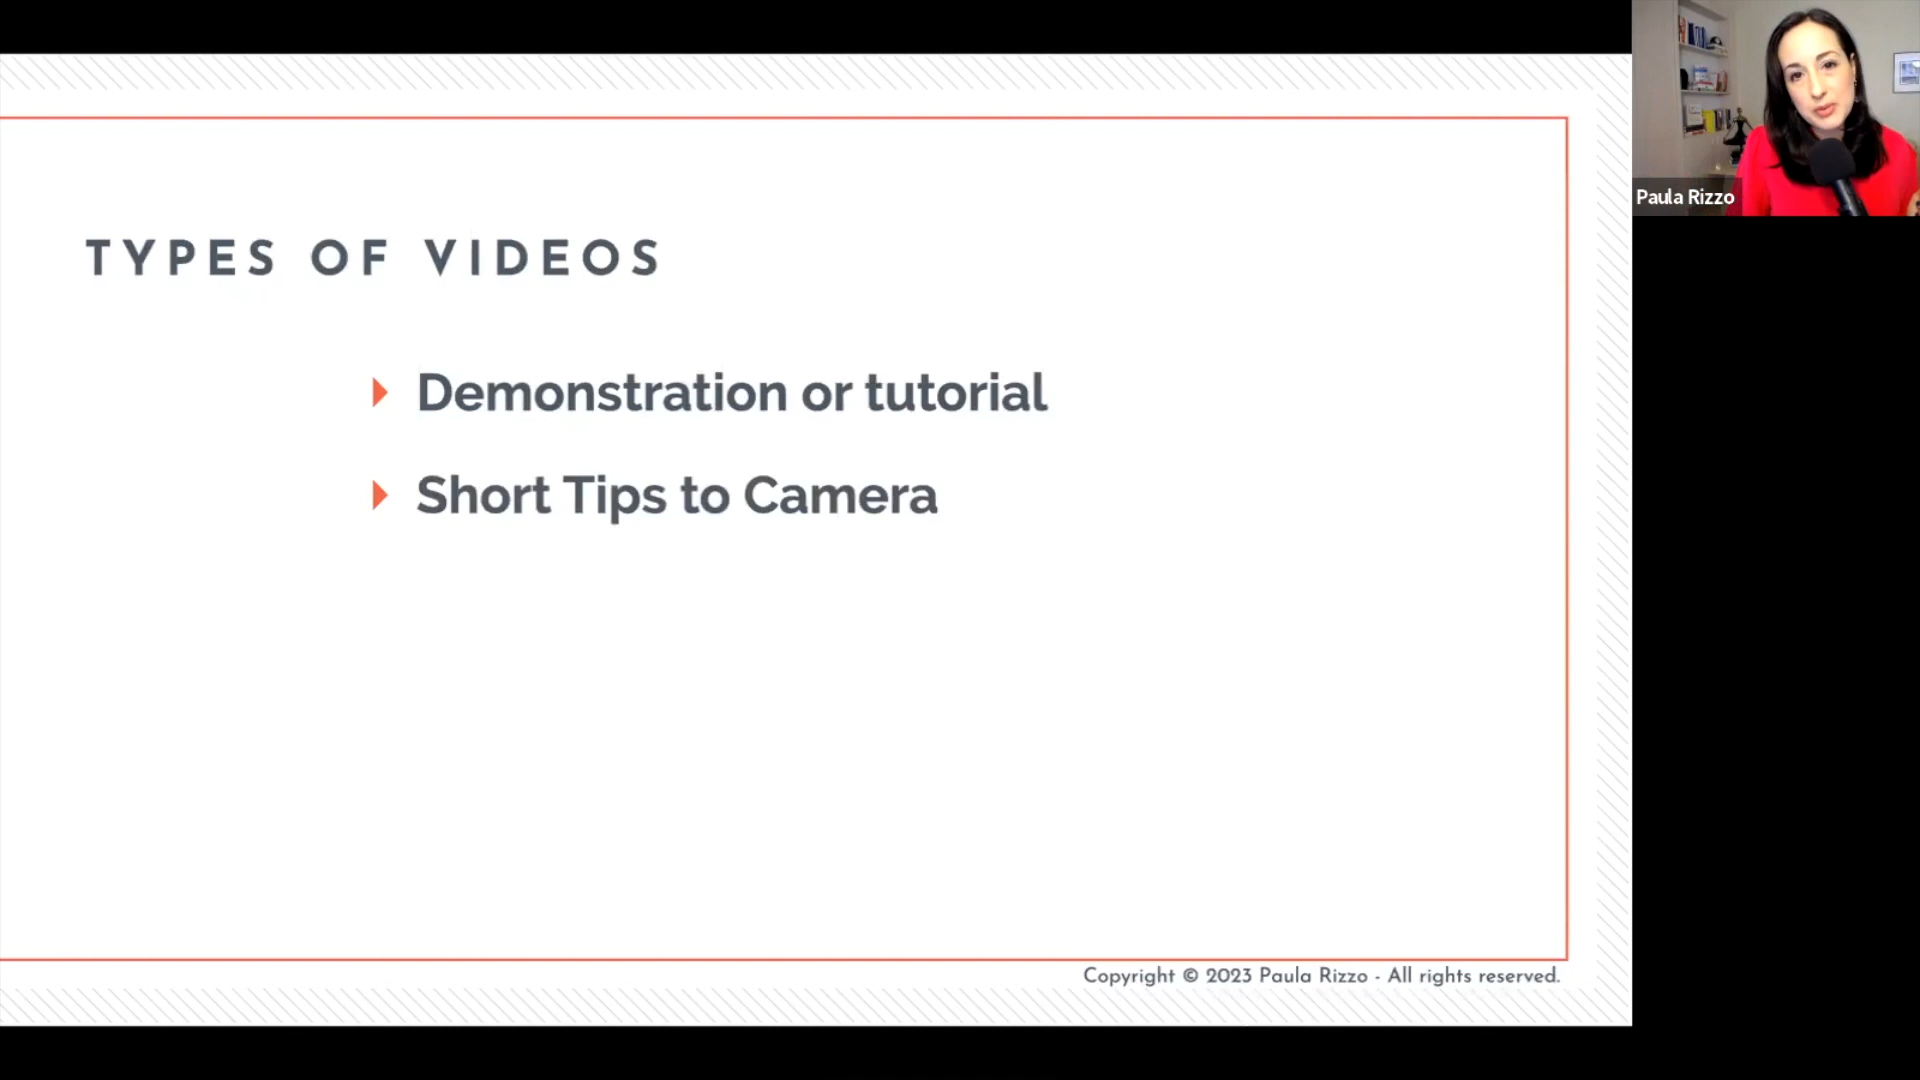 TYPES OF VIDEOS
Demonstration or tutorial
Short Tips to Camera
Copyright © 2023 Paula Rizzo - All rights reserved.
Paula Rizzo